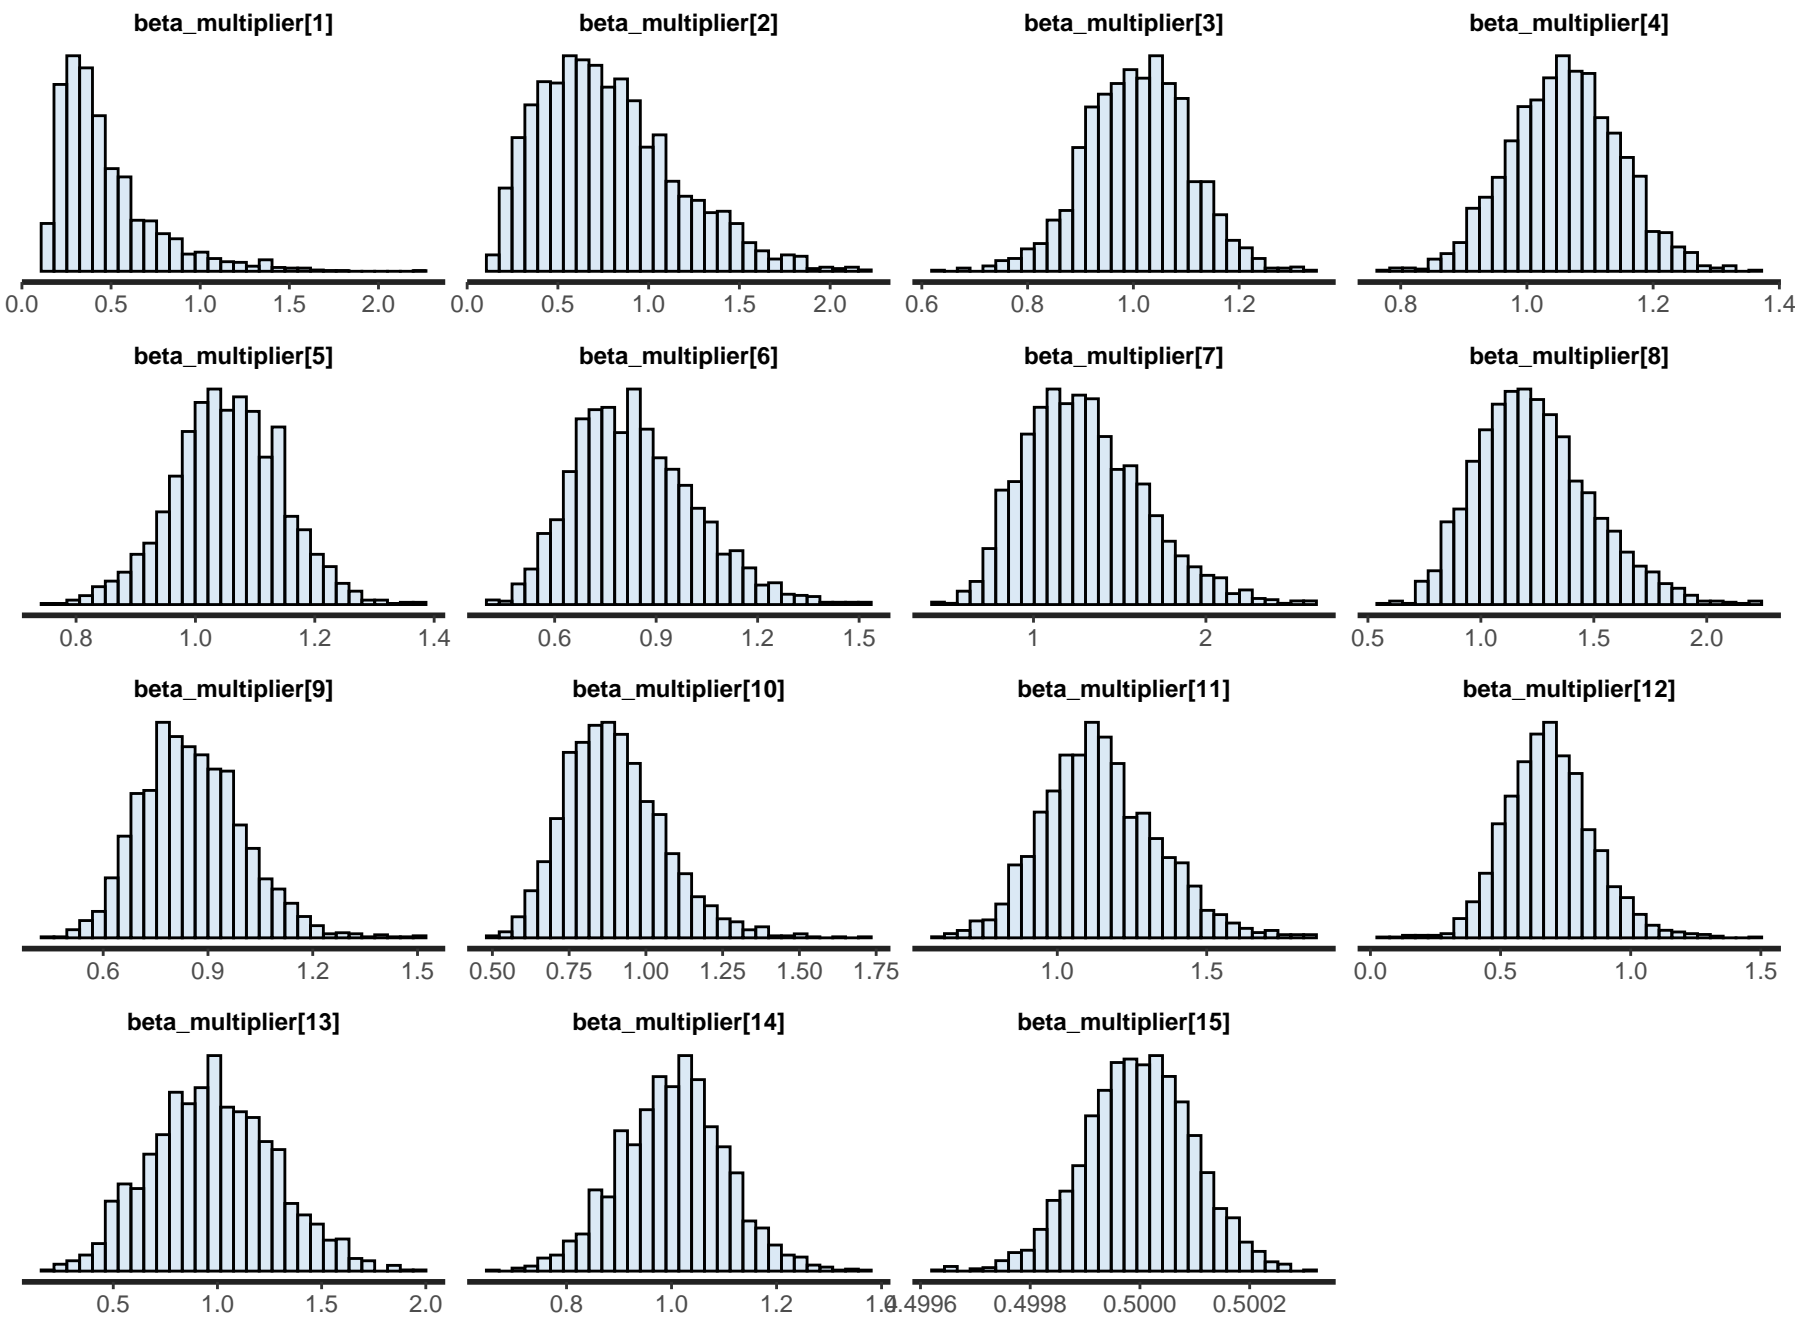 beta_multiplier[1] beta_multiplier[2] beta_multiplier[3] beta_multiplier[4]
0.0 0.5 1.0 1.5 2.0 0.0 0.5 1.0 1.5 2.0 0.6 0.8 1.0 1.2 0.8 1.0 1.2 1.4
beta_multiplier[5] beta_multiplier[6] beta_multiplier[7] beta_multiplier[8]
0.8 1.0 1.2 1.4 0.6 0.9 1.2 1.5 1 2 0.5 1.0 1.5 2.0
beta_multiplier[9] beta_multiplier[10] beta_multiplier[11] beta_multiplier[12]
0.6 0.9 1.2 1.5 0.50 0.75 1.00 1.25 1.50 1.75 1.0 1.5 0.0 0.5 1.0 1.5
beta_multiplier[13] beta_multiplier[14] beta_multiplier[15]
0.5 1.0 1.5 2.0 0.8 1.0 1.2 1.4 0.4996 0.4998 0.5000 0.5002